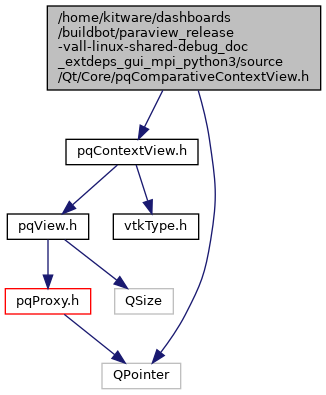 /home/kitware/dashboards
/buildbot/paraview_release
-vall-linux-shared-debug_doc
_extdeps_gui_mpi_python3/source
/Qt/Core/pqComparativeContextView.h
pqContextView.h
pqView.h
vtkType.h
pqProxy.h
QSize
QPointer